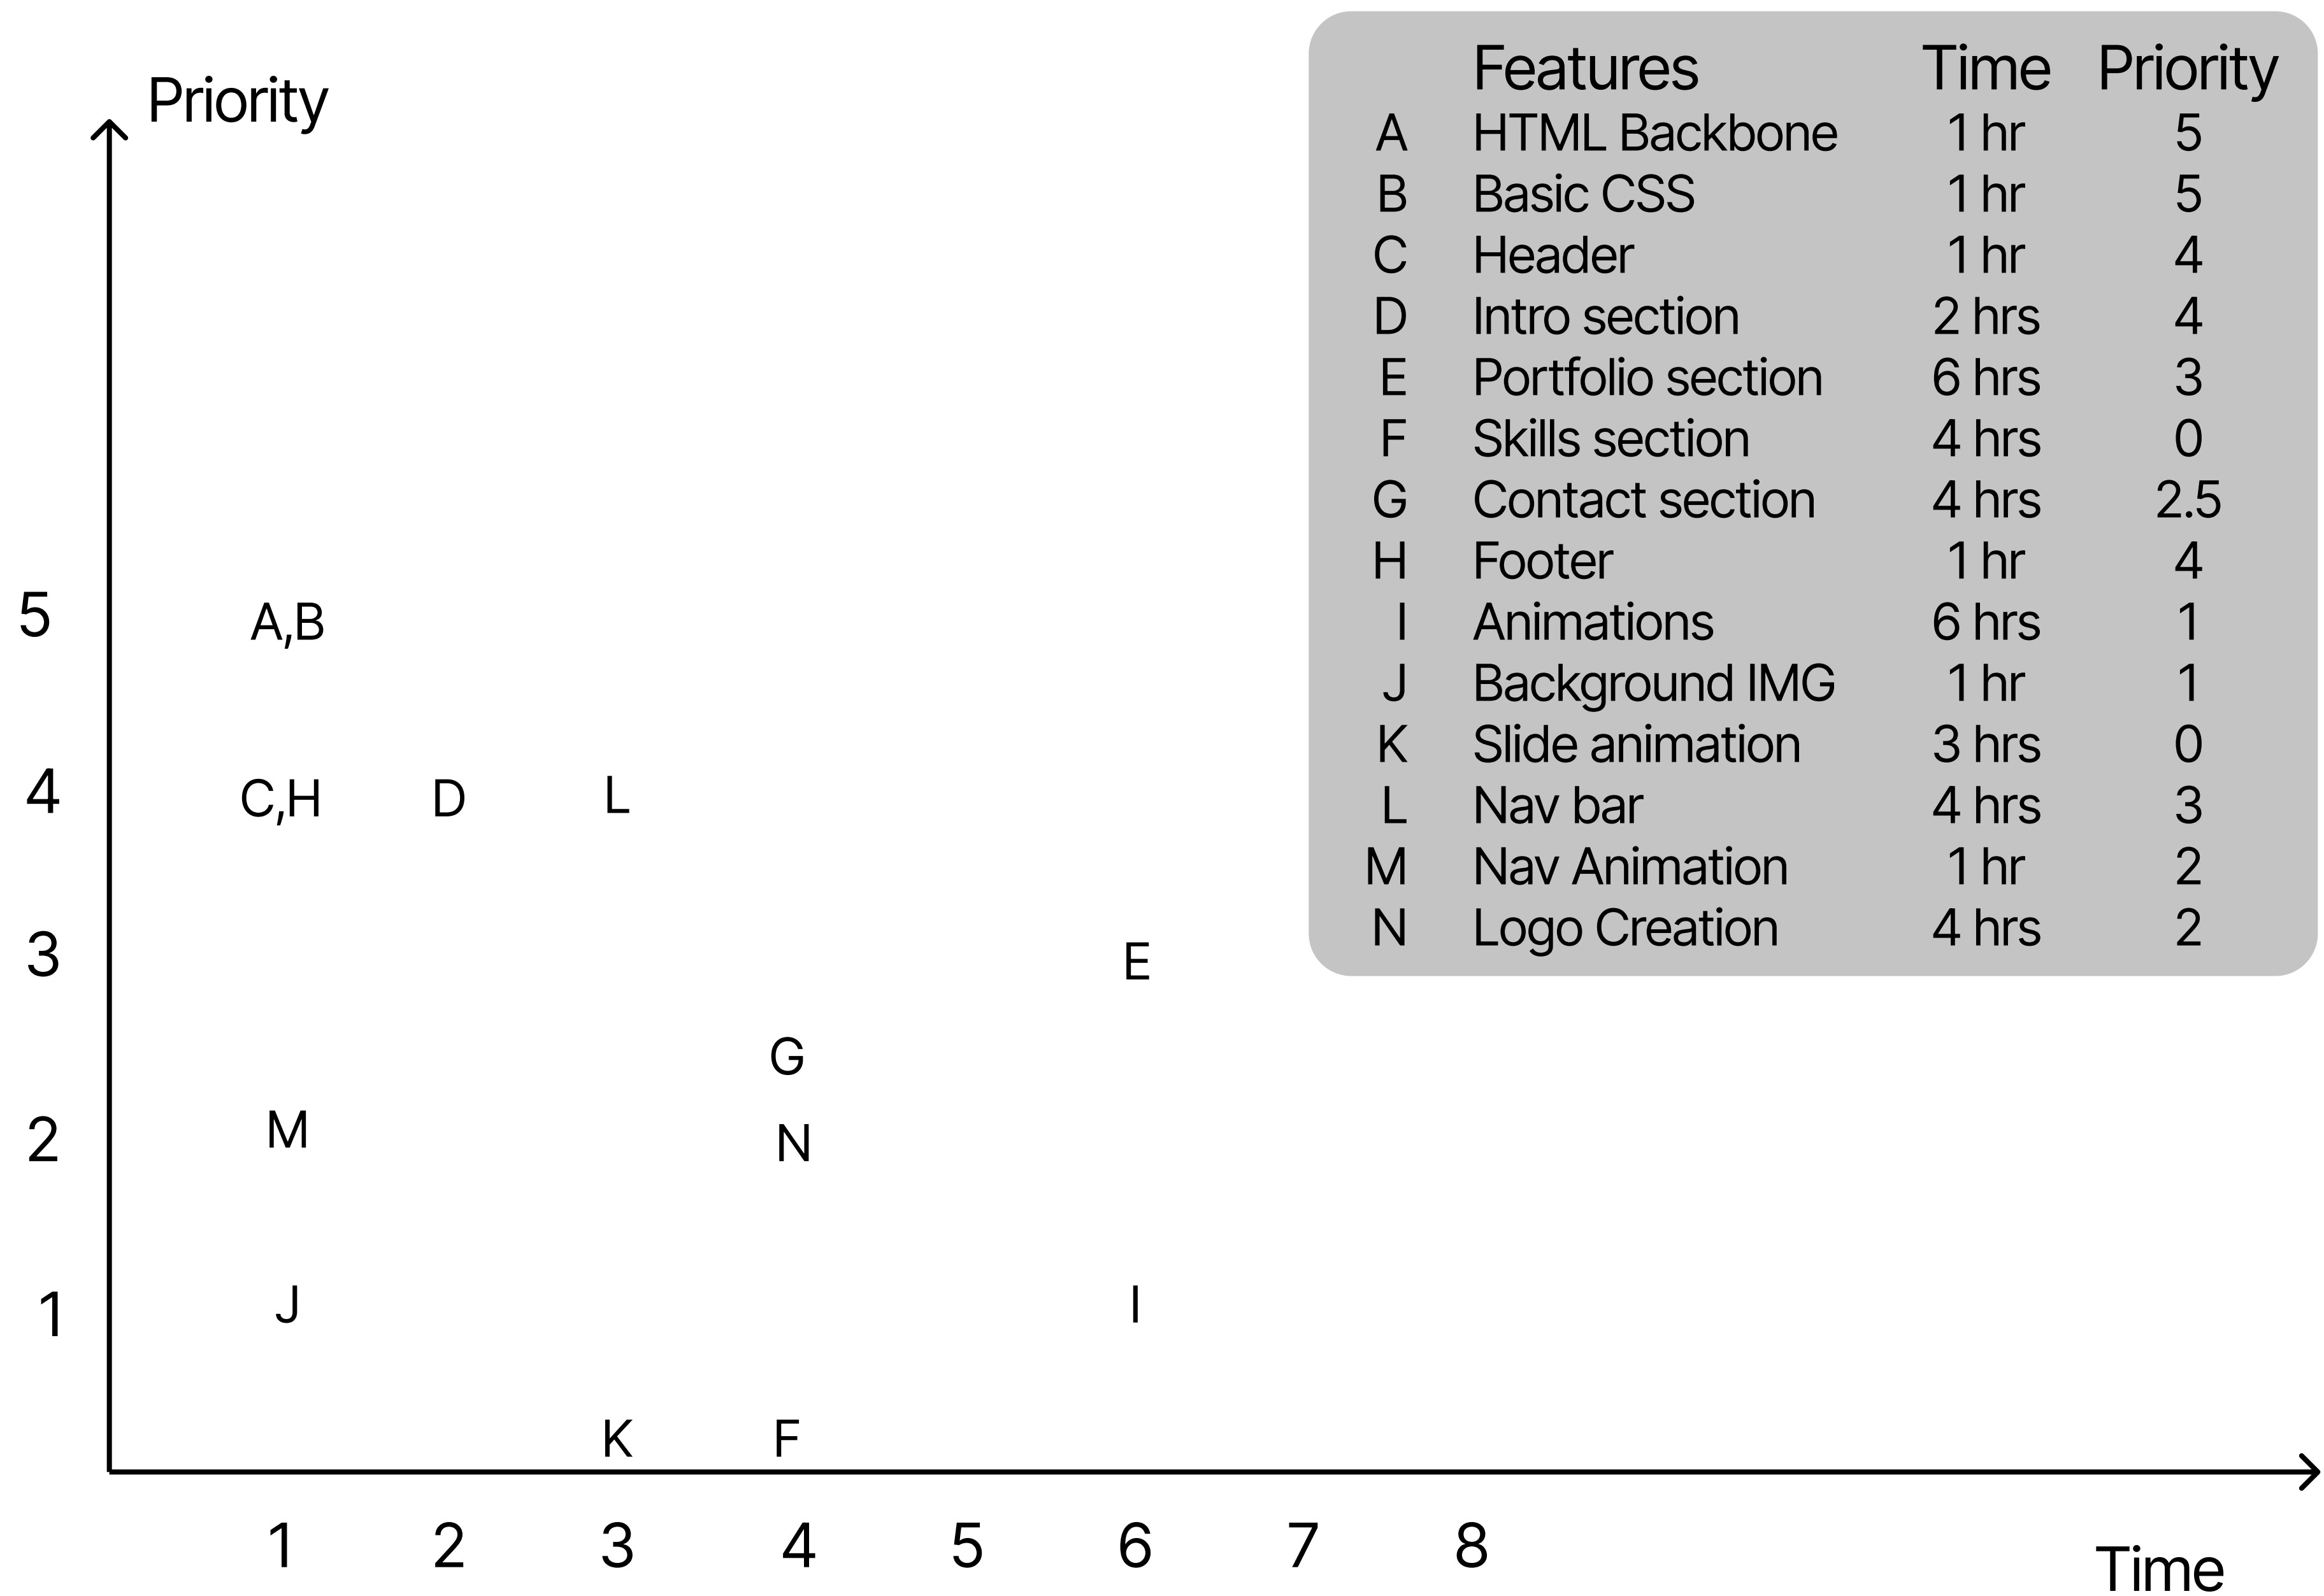 Priority
Features Time Priority
A HTML Backbone 1 hr 5
B Basic CSS 1 hr 5
C Header 1 hr 4
D Intro section 2 hrs 4
E Portfolio section 6 hrs 3
F Skills section 4 hrs 0
G Contact section 4 hrs 2.5
H Footer 1 hr 4
I Animations 6 hrs 1
J Background IMG 1 hr 1
K Slide animation 3 hrs 0
L Nav bar 4 hrs 3
M Nav Animation 1 hr 2
N Logo Creation 4 hrs 2
5 A,B
4 C,H D L
3 E
G
2 M N
1 J I
K F
1 2 3 4 5 6 7 8
Time